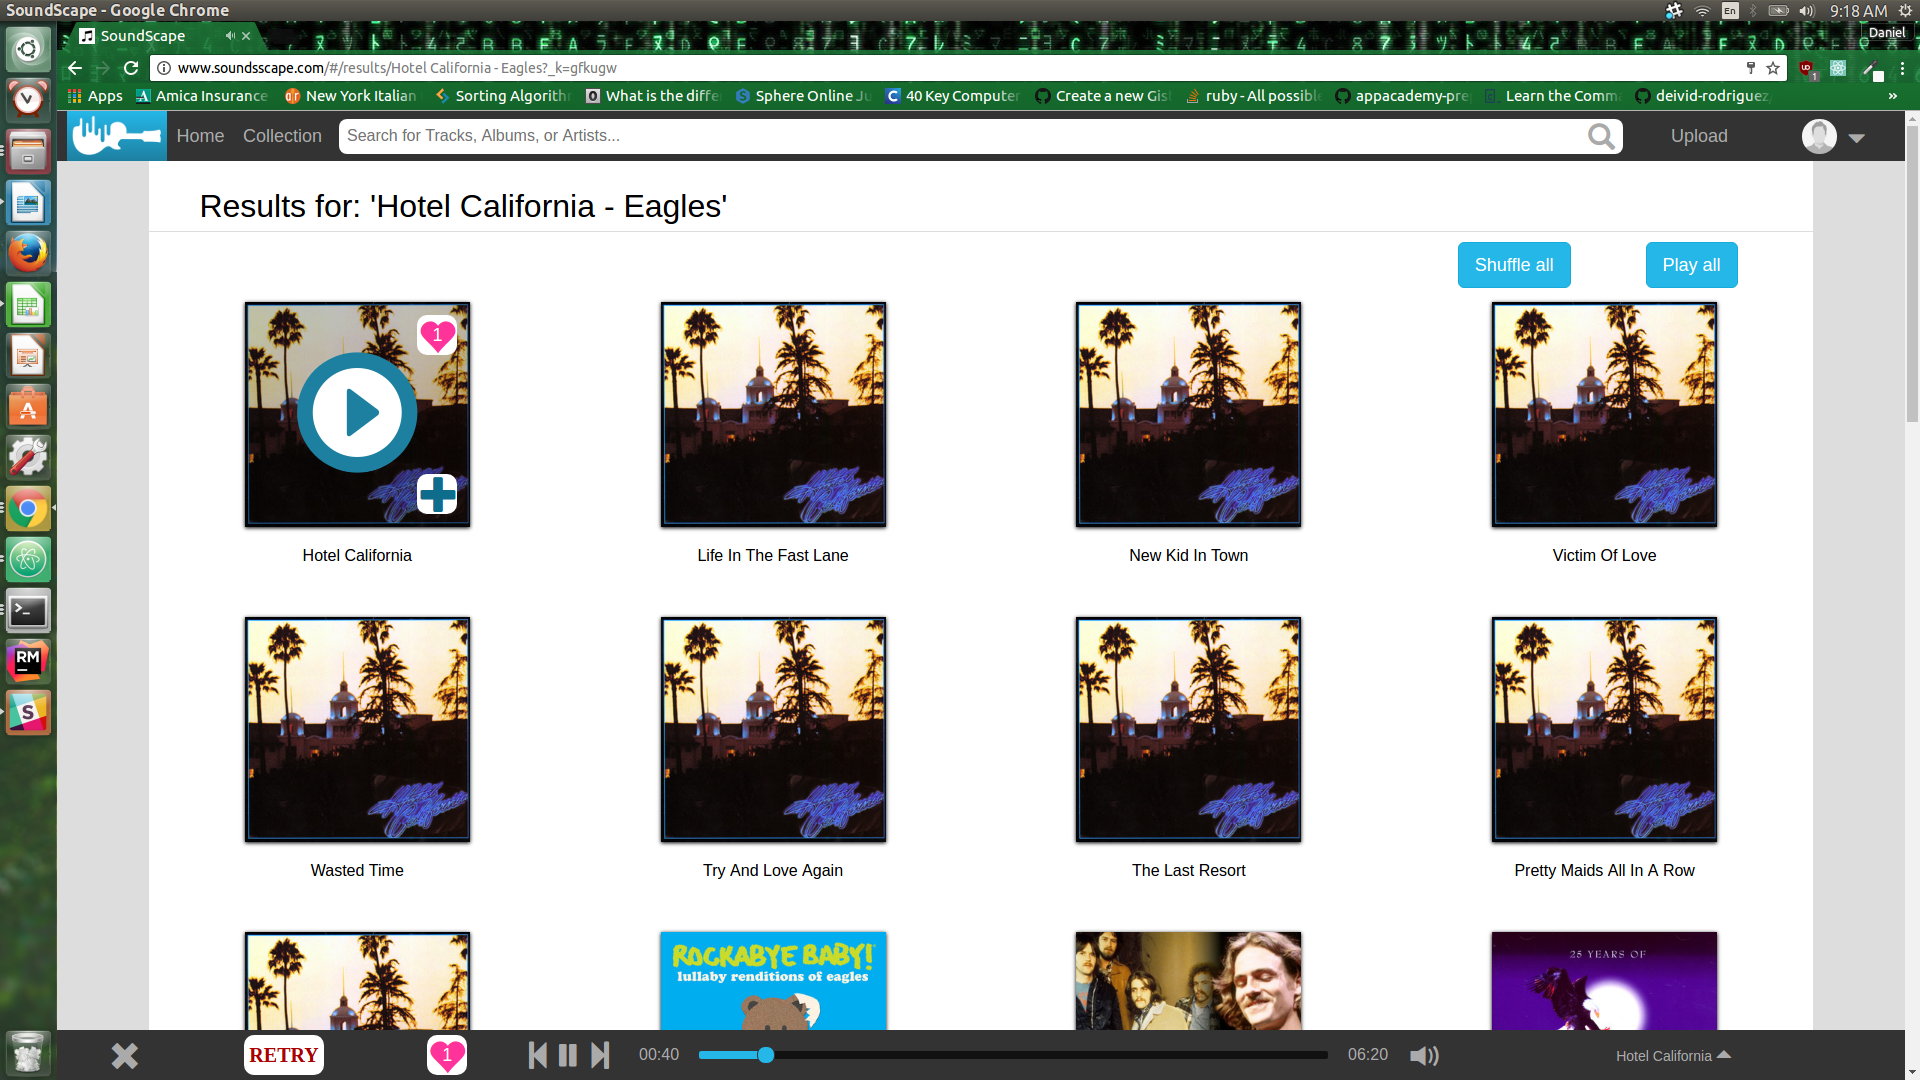 SoundScape - Google Chrome
En
9:18 AM
SoundScape
Daniel
www.soundsscape.com/#/results/Hotel California - Eagles?_k=gfkugw
Apps
Amica Insurance
New York Italian
Sorting Algorith
What is the diffe
Sphere Online Ju
40 Key Computer
Create a new Gis
ruby - All possible
appacademy-pre
Learn the Comma
deivid-rodriguez
»
Home
Collection
Search for Tracks, Albums, or Artists...
Upload
Results for: 'Hotel California - Eagles'
Shuffle all
Play all
1
Hotel California
Life In The Fast Lane
New Kid In Town
Victim Of Love
Wasted Time
Try And Love Again
The Last Resort
Pretty Maids All In A Row
ROCKABYE BABY!
lullaby renditions of eagles
25 YEARS OF
RETRY
1
00:40
06:20
Hotel California
RM
S